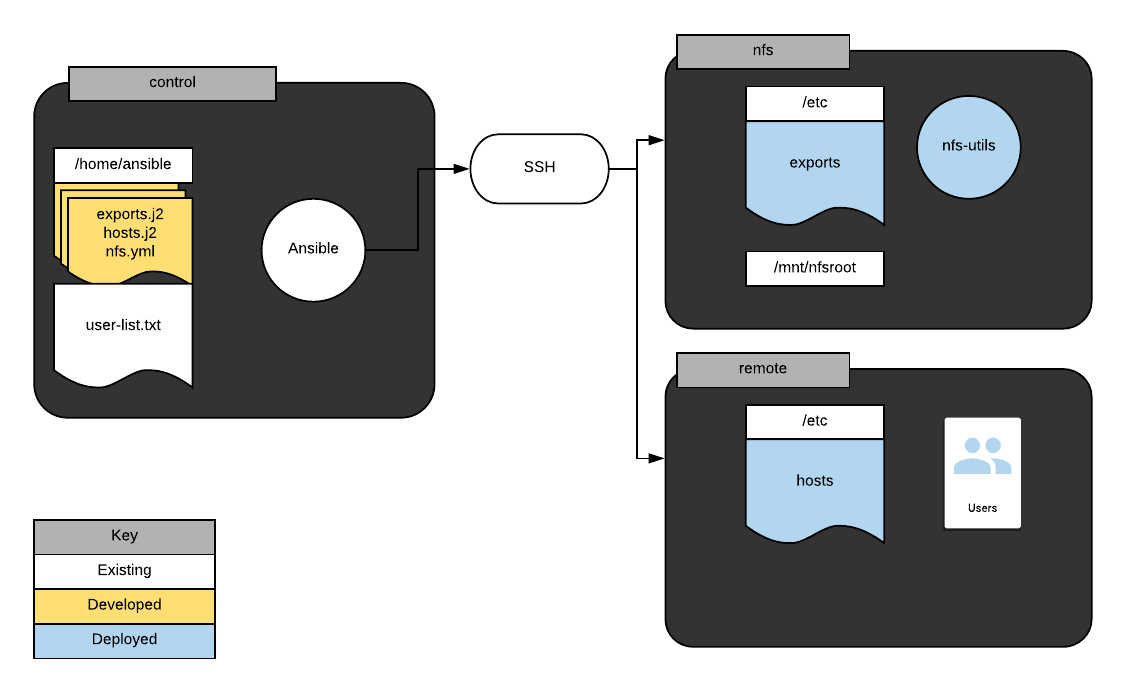 control
/home/ansible
exports.j2
hosts.j2
nfs.yml
user-list.txt
Ansible
SSH
nfs
/etc
exports
nfs-utils
/mnt/nfsroot
remote
/etc
hosts
Users
Key
Existing
Developed
Deployed